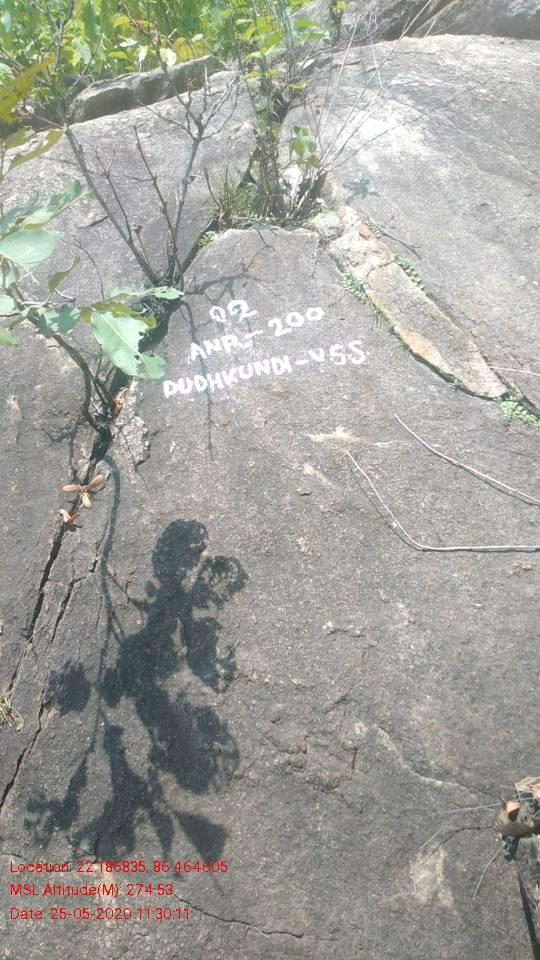 02
ANR-200
DUDHKUNDI-VSS
Location: 22.186835, 86.464605
MSL Altitude(M): 274.53
Date: 25-05-2020 11:30:11